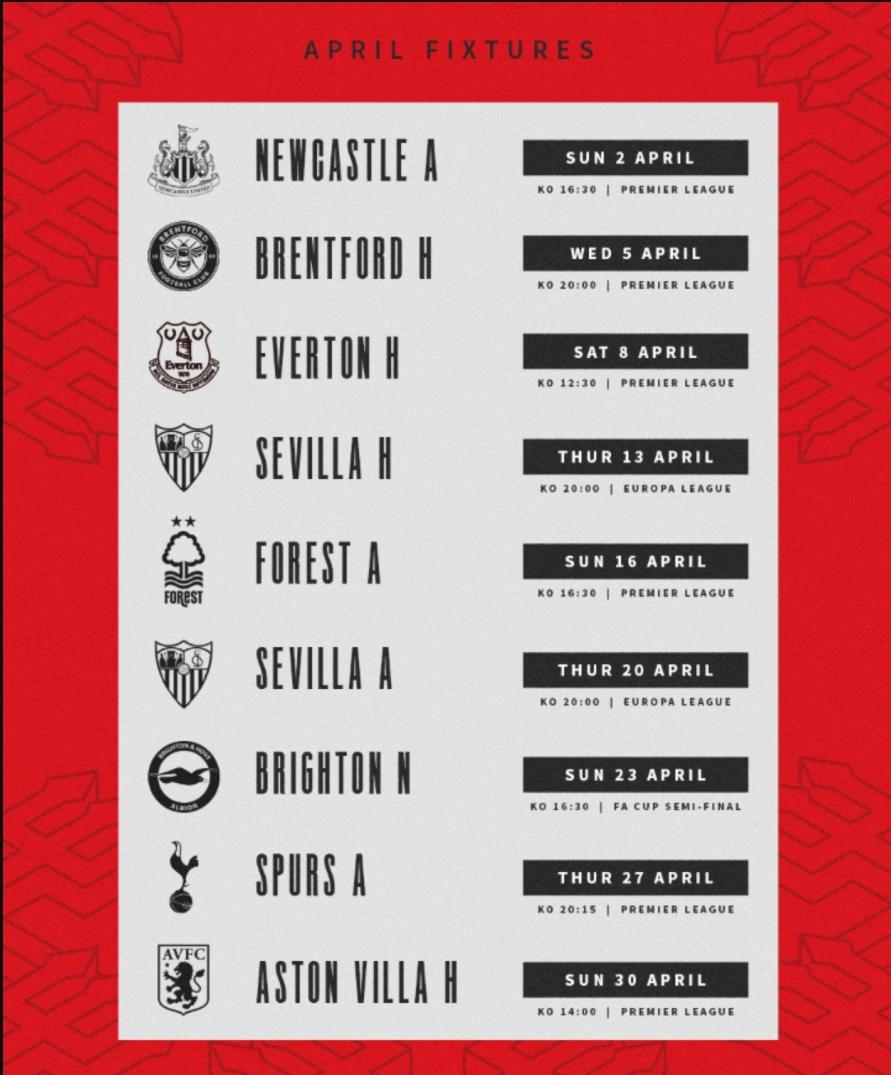 APRIL FIXTURES
NEWCASTLE UNITED
NEWCASTLE A
SUN 2 APRIL
KO 16:30 | PREMIER LEAGUE
BRENTFORD
FOOTBALL CLUB
BRENTFORD H
WED 5 APRIL
KO 20:00 | PREMIER LEAGUE
Everton
1878
EVERTON H
SAT 8 APRIL
KO 12:30 | PREMIER LEAGUE
SEVILLA H
THUR 13 APRIL
KO 20:00 | EUROPA LEAGUE
FOREST
FOREST A
SUN 16 APRIL
KO 16:30 | PREMIER LEAGUE
SEVILLA A
THUR 20 APRIL
KO 20:00 | EUROPA LEAGUE
BRIGHTON & HOVE
ALBION
BRIGHTON N
SUN 23 APRIL
KO 16:30 | FA CUP SEMI-FINAL
SPURS A
THUR 27 APRIL
KO 20:15 | PREMIER LEAGUE
AVFC
ASTON VILLA H
SUN 30 APRIL
KO 14:00 | PREMIER LEAGUE